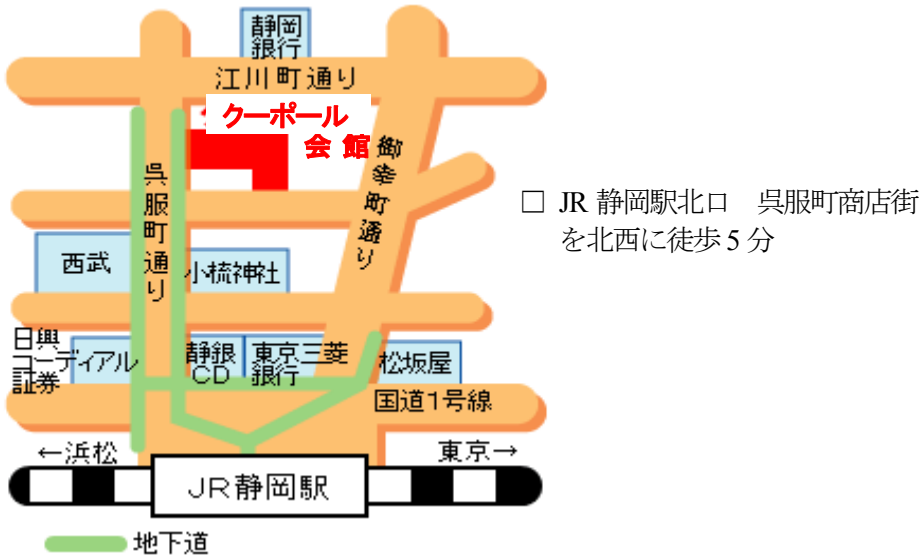 静岡
銀行
江川町通り
クーポール
会館
御幸町通り
呉服町通り
□ JR 静岡駅北口　呉服町商店街
を北西に徒歩 5 分
西武
小梳神社
日興
コーディアル
証券
静銀
CD
東京三菱
銀行
松坂屋
国道1号線
←浜松
東京→
JR静岡駅
地下道